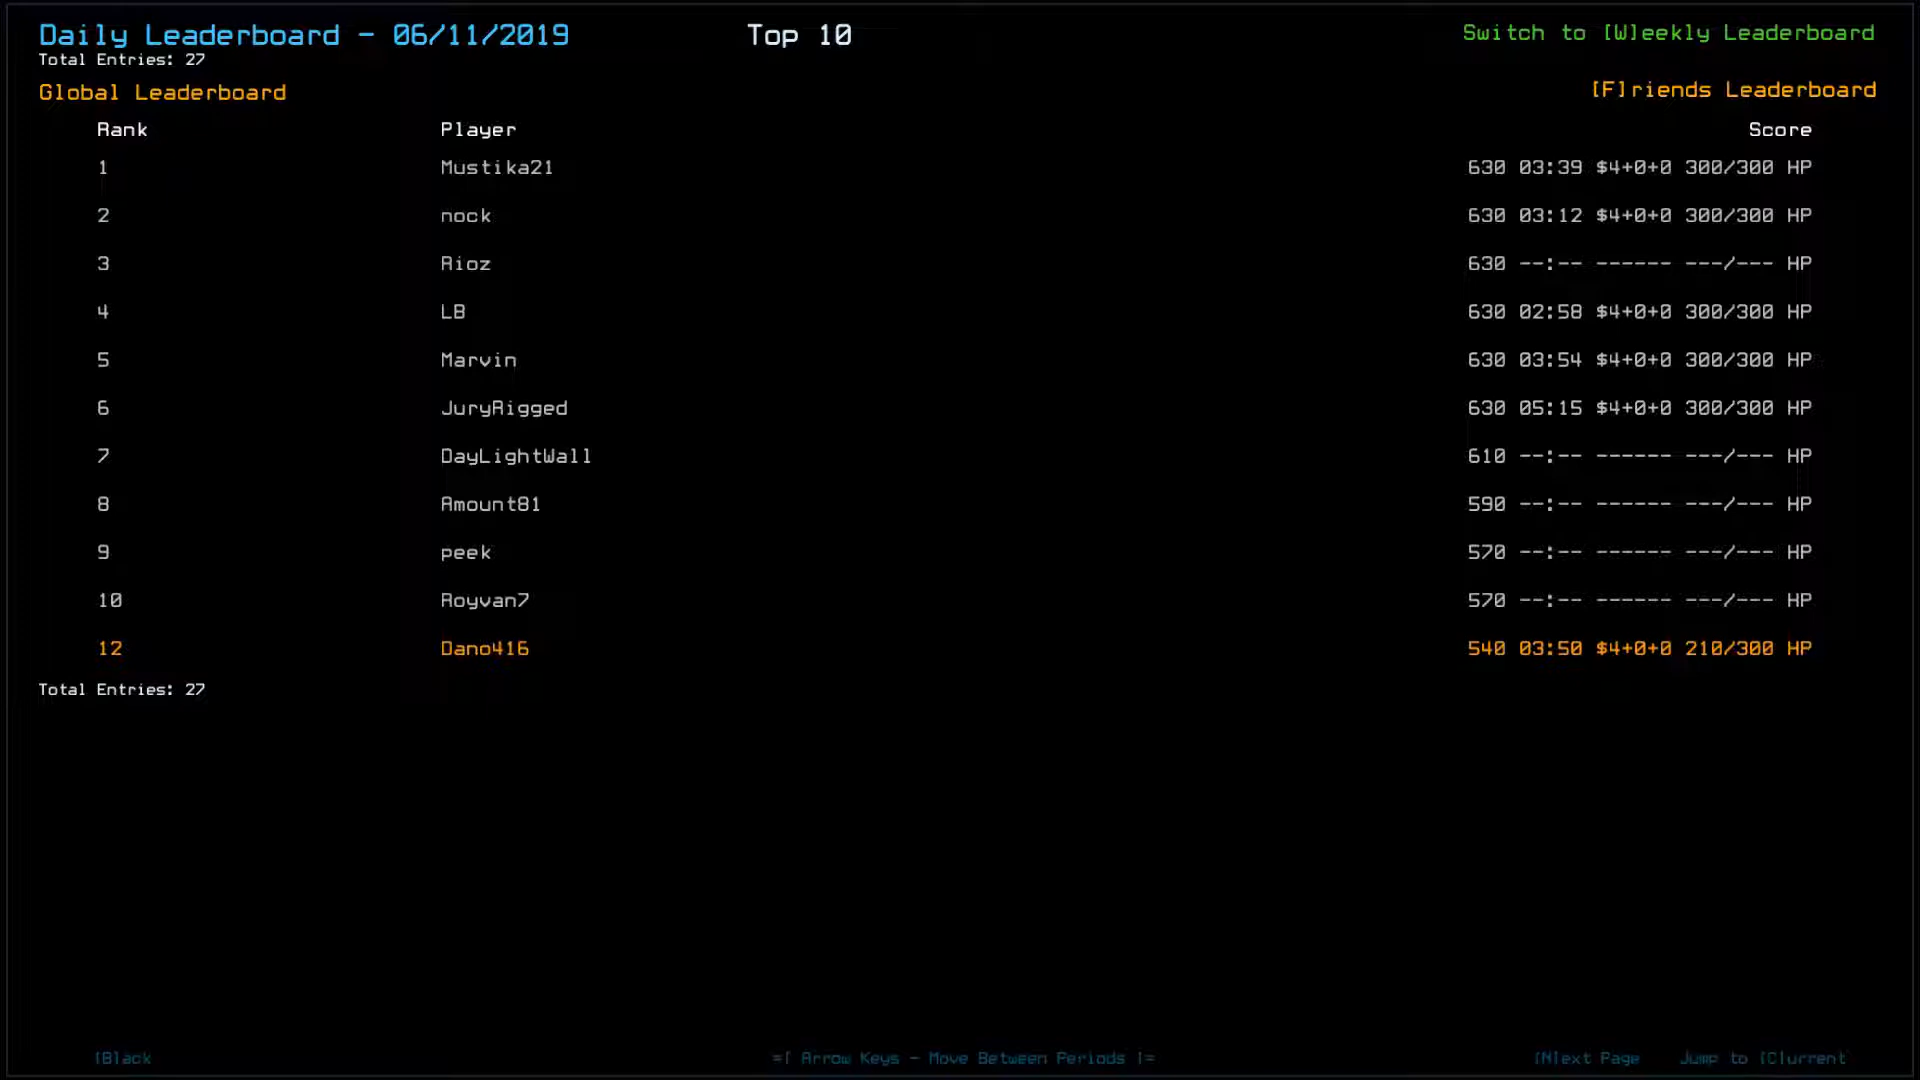 Daily Leaderboard - 06/11/2019 Top 10 Switch to [W]eekly Leaderboard
Total Entries: 27
Global Leaderboard [F]riends Leaderboard
Rank Player Score
1 Mustika21 630 03:39 $4+0+0 300/300 HP
2 nock 630 03:12 $4+0+0 300/300 HP
3 Rioz 630 --:-- ------ ---/--- HP
4 LB 630 02:58 $4+0+0 300/300 HP
5 Marvin 630 03:54 $4+0+0 300/300 HP
6 JuryRigged 630 05:15 $4+0+0 300/300 HP
7 DayLightWall 610 --:-- ------ ---/--- HP
8 Amount81 590 --:-- ------ ---/--- HP
9 peek 570 --:-- ------ ---/--- HP
10 Royvan7 570 --:-- ------ ---/--- HP
12 Dano416 540 03:50 $4+0+0 210/300 HP
Total Entries: 27
[B]ack =[ Arrow Keys - Move Between Periods ]= [N]ext Page Jump to [C]urrent